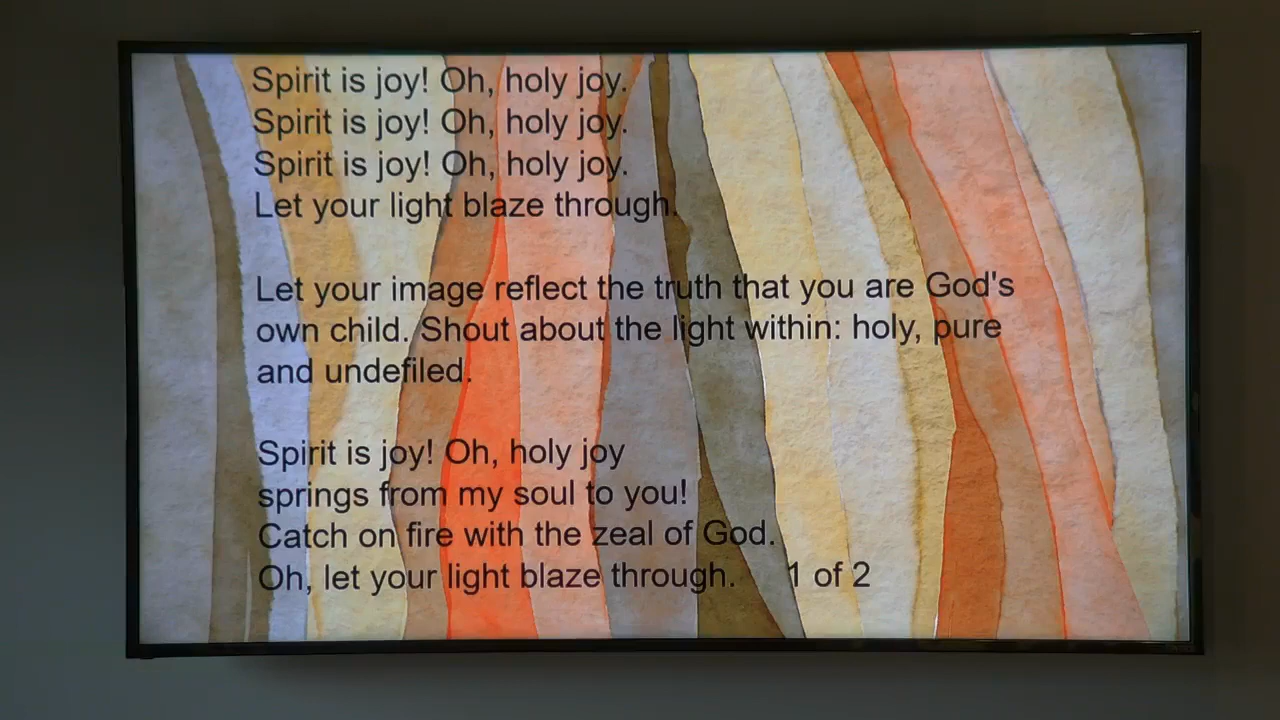 Spirit is joy! Oh, holy joy.
Spirit is joy! Oh, holy joy.
Spirit is joy! Oh, holy joy.
Let your light blaze through.
Let your image reflect the truth that you are God's
own child. Shout about the light within: holy, pure
and undefiled.
Spirit is joy! Oh, holy joy
springs from my soul to you!
Catch on fire with the zeal of God.
Oh, let your light blaze through. 1 of 2